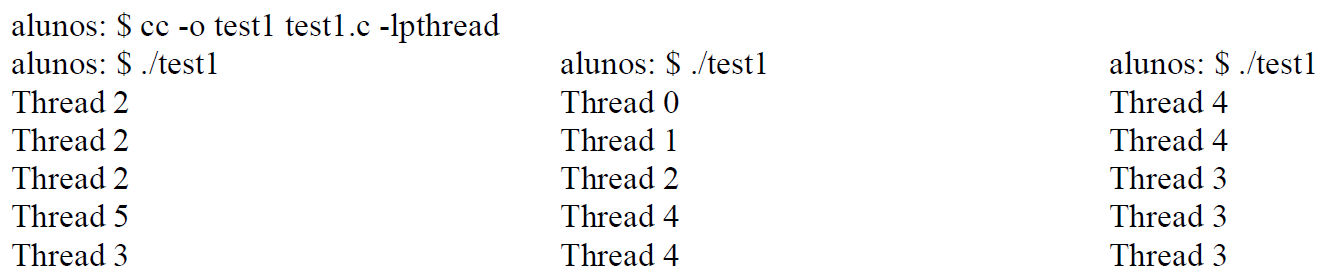 alunos: $ cc -o test1 test1.c -lpthread
alunos: $ ./test1
Thread 2
Thread 2
Thread 2
Thread 5
Thread 3
alunos: $ ./test1
Thread 0
Thread 1
Thread 2
Thread 4
Thread 4
alunos: $ ./test1
Thread 4
Thread 4
Thread 3
Thread 3
Thread 3